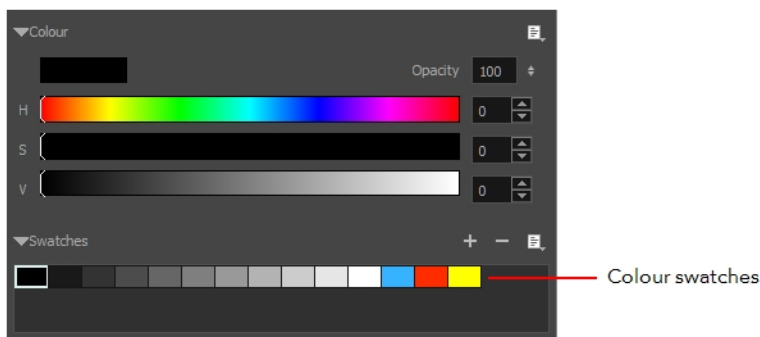 Colour
Opacity 100
H 0
S 0
V 0
Swatches
Colour swatches